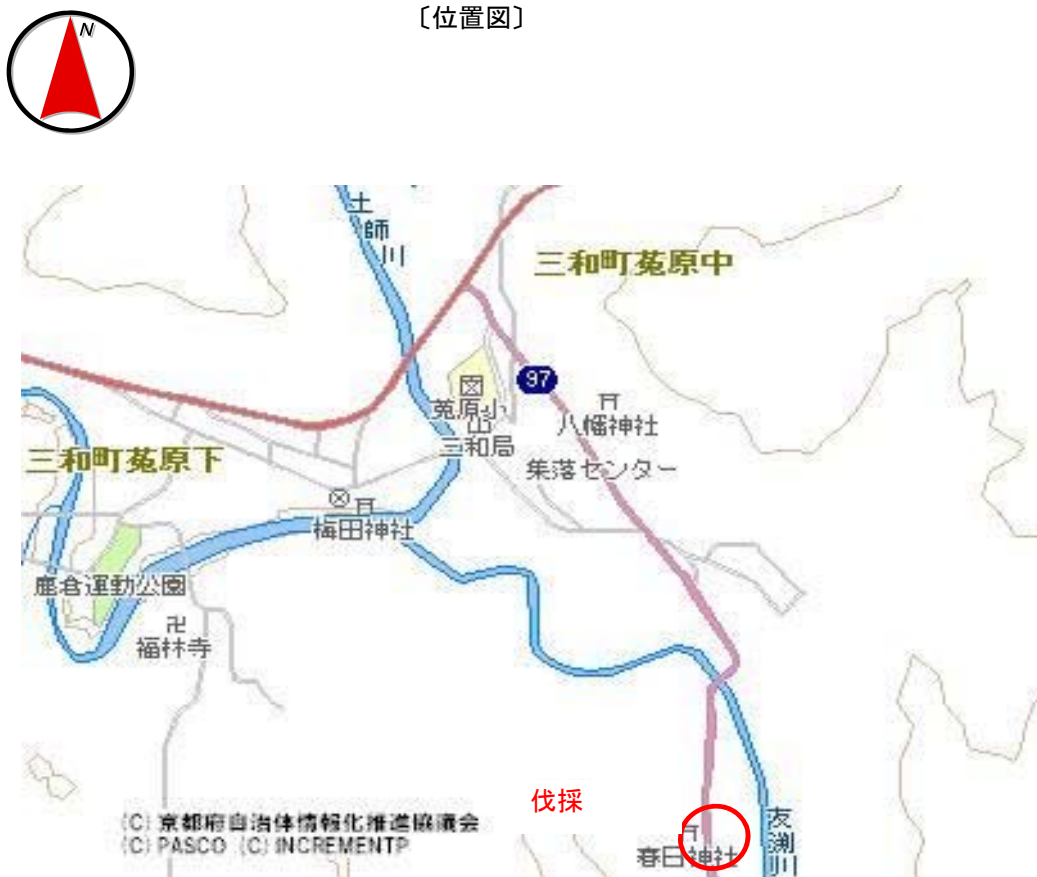 〔位置図〕
N
土師川
三和町菟原中
97
菟原小
三和局
八幡神社
集落センター
三和町菟原下
梅田神社
鹿倉運動公園
福林寺
伐採
友渕川
春日神社
(C) 京都府自治体情報化推進協議会
(C) PASCO (C) INCREMENTP